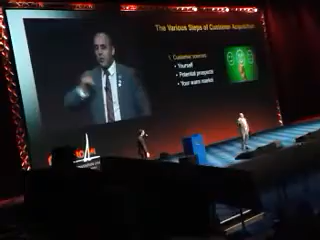 The Various Steps of Customer Acquisition
1. Customer sources:
• Yourself
• Potential prospects
• Your warm market